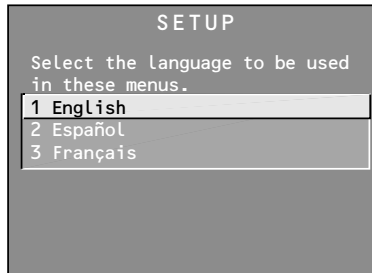 SETUP
Select the language to be used
in these menus.
1 English
2 Español
3 Français